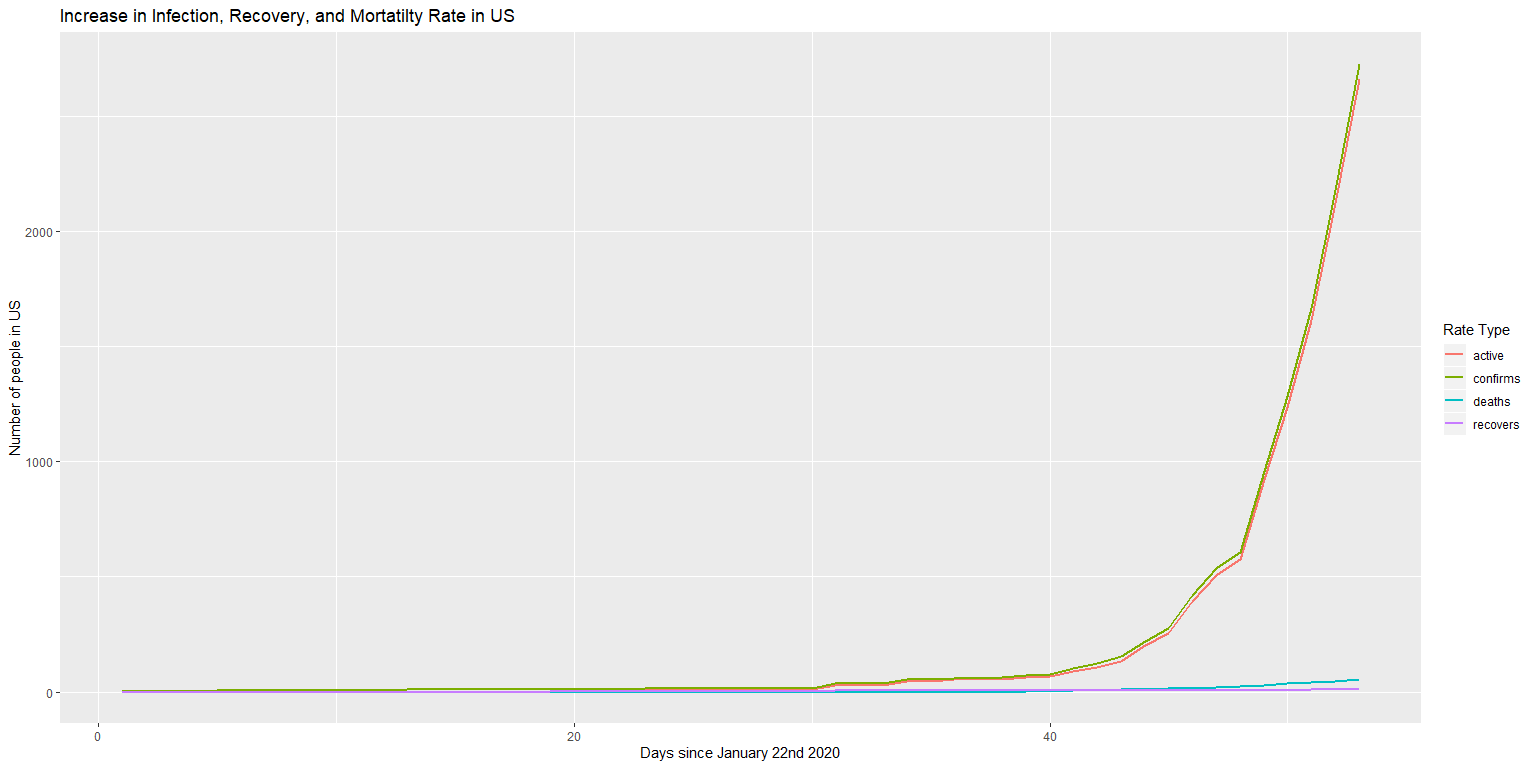 Increase in Infection, Recovery, and Mortatilty Rate in US
Number of people in US
2000
1000
0
0
20
40
Days since January 22nd 2020
Rate Type
active
confirms
deaths
recovers